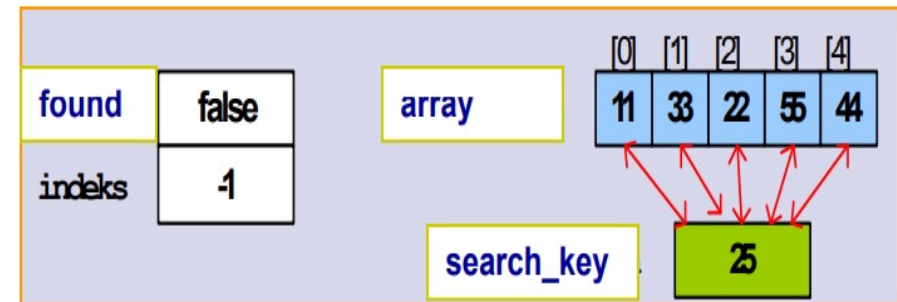 [0] [1] [2] [3] [4]
found false array 11 33 22 55 44
indeks -1
search_key . 25